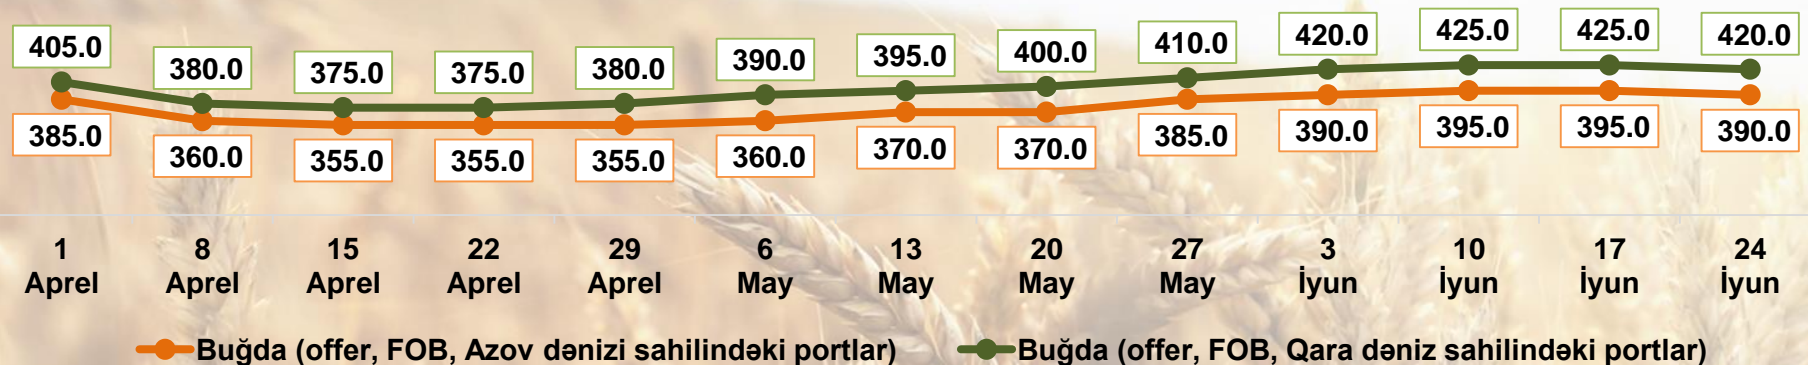 405.0 380.0 375.0 375.0 380.0 390.0 395.0 400.0 410.0 420.0 425.0 425.0 420.0
385.0 360.0 355.0 355.0 355.0 360.0 370.0 370.0 385.0 390.0 395.0 395.0 390.0
1 8 15 22 29 6 13 20 27 3 10 17 24
Aprel Aprel Aprel Aprel Aprel May May May May İyun İyun İyun İyun
Buğda (offer, FOB, Azov dənizi sahilindəki portlar) Buğda (offer, FOB, Qara dəniz sahilindəki portlar)